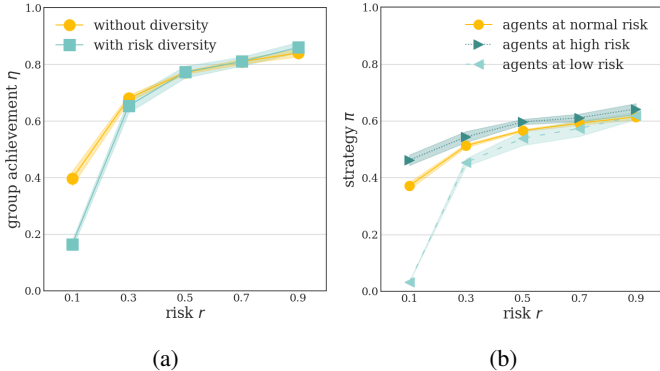 without diversity
with risk diversity
group achievement η
1.0
0.8
0.6
0.4
0.2
0.0
0.1 0.3 0.5 0.7 0.9
risk r
(a)
agents at normal risk
agents at high risk
agents at low risk
strategy π
1.0
0.8
0.6
0.4
0.2
0.0
0.1 0.3 0.5 0.7 0.9
risk r
(b)